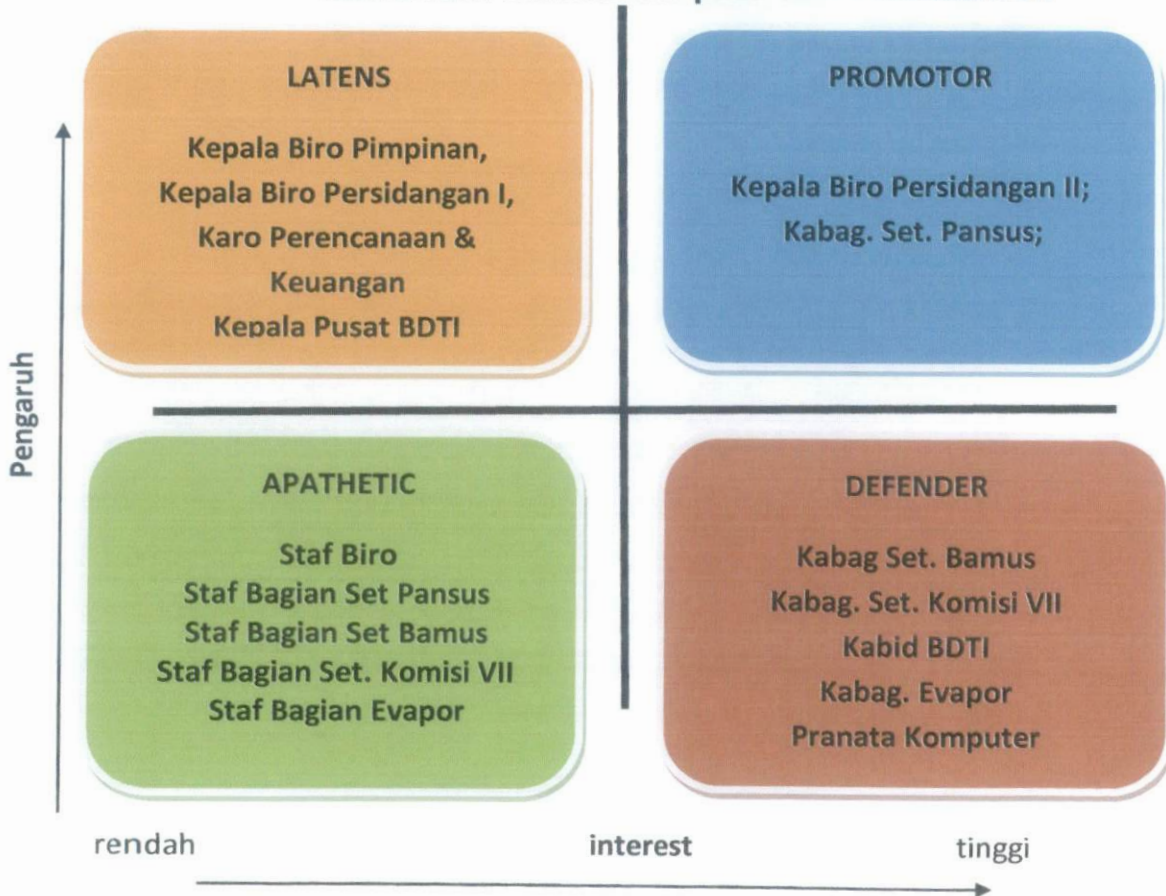 LATENS
Kepala Biro Pimpinan,
Kepala Biro Persidangan I,
Karo Perencanaan &
Keuangan
Kepala Pusat BDTI
PROMOTOR
Kepala Biro Persidangan II;
Kabag. Set. Pansus;
Pengaruh
APATHETIC
Staf Biro
Staf Bagian Set Pansus
Staf Bagian Set Bamus
Staf Bagian Set. Komisi VII
Staf Bagian Evapor
DEFENDER
Kabag Set. Bamus
Kabag. Set. Komisi VII
Kabid BDTI
Kabag. Evapor
Pranata Komputer
rendah interest tinggi